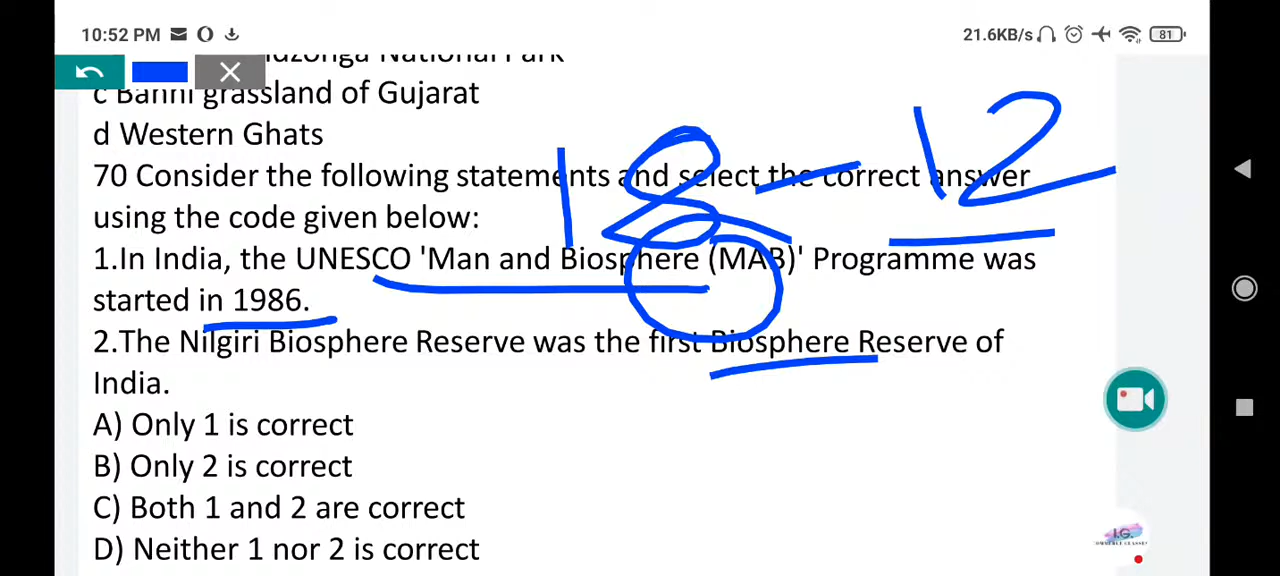 10:52 PM
21.6KB/s
81
National Park
c Banni grassland of Gujarat
d Western Ghats
18 - 12
70 Consider the following statements and select the correct answer
using the code given below:
1.In India, the UNESCO 'Man and Biosphere (MAB)' Programme was
started in 1986.
2.The Nilgiri Biosphere Reserve was the first Biosphere Reserve of
India.
A) Only 1 is correct
B) Only 2 is correct
C) Both 1 and 2 are correct
D) Neither 1 nor 2 is correct
I.G.